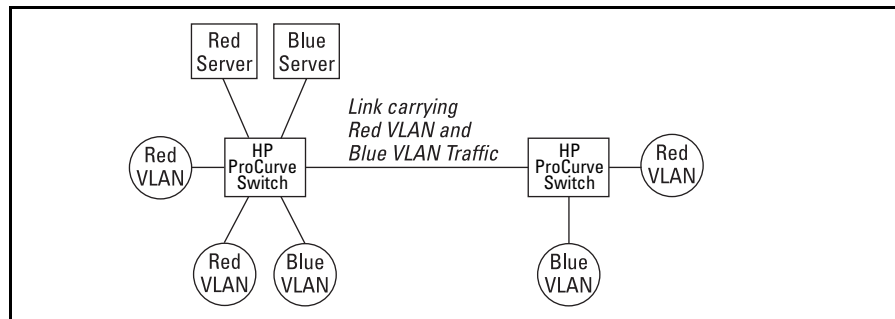 Red
Server
Blue
Server
Link carrying
Red VLAN and
Blue VLAN Traffic
Red
VLAN
HP
ProCurve
Switch
HP
ProCurve
Switch
Red
VLAN
Red
VLAN
Blue
VLAN
Blue
VLAN